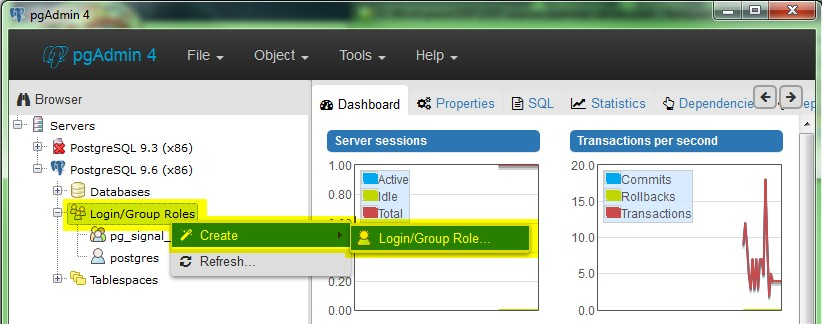 pgAdmin 4
pgAdmin 4
File
Object
Tools
Help
Browser
Dashboard
Properties
SQL
Statistics
Dependencie
ep
Servers
PostgreSQL 9.3 (x86)
PostgreSQL 9.6 (x86)
Databases
Login/Group Roles
pg_signal_
postgres
Tablespaces
Create
Refresh...
Login/Group Role...
Server sessions
1.00
0.80
0.20
0.00
Active
Idle
Total
Transactions per second
20.0
15.0
10.0
5.0
0.0
Commits
Rollbacks
Transactions